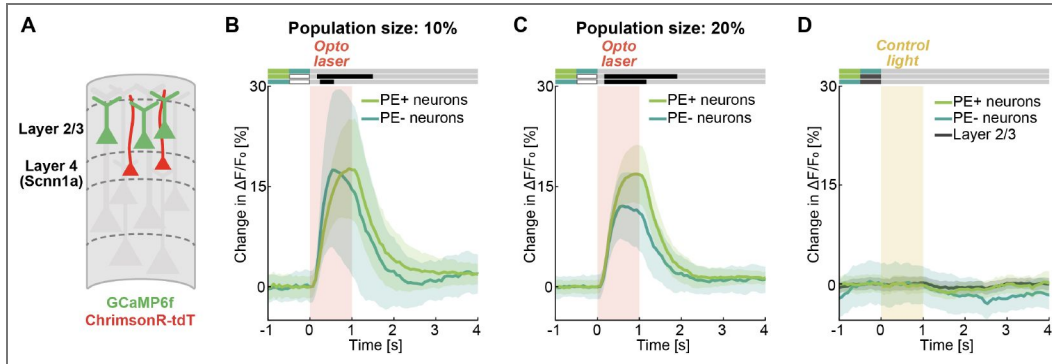 A
Layer 2/3
Layer 4
(Scnn1a)
GCaMP6f
ChrimsonR-tdT
B
Population size: 10%
Opto
laser
30
15
0
Change in ΔF/F₀ [%]
PE+ neurons
PE- neurons
-1 0 1 2 3 4
Time [s]
C
Population size: 20%
Opto
laser
30
15
0
Change in ΔF/F₀ [%]
PE+ neurons
PE- neurons
-1 0 1 2 3 4
Time [s]
D
Control
light
30
15
0
Change in ΔF/F₀ [%]
PE+ neurons
PE- neurons
Layer 2/3
-1 0 1 2 3 4
Time [s]